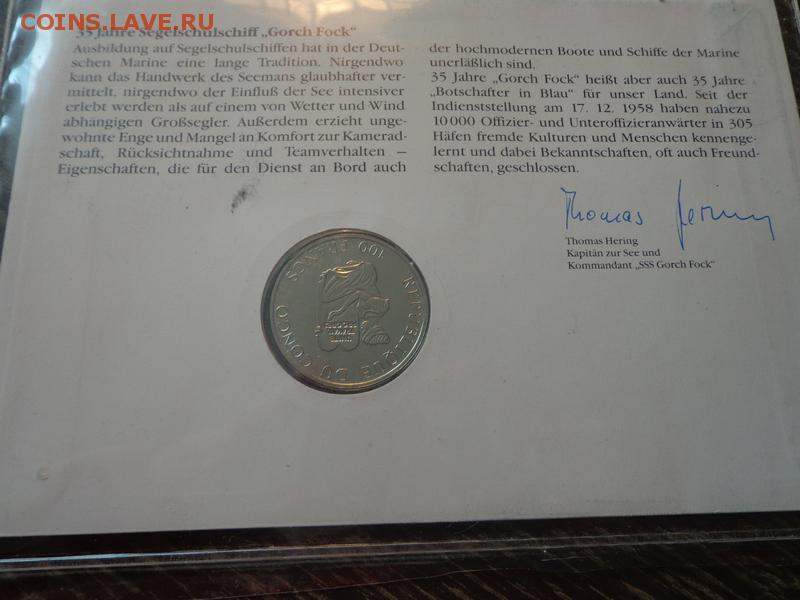 COINS.LAVE.RU
35 Jahre Segelschulschiff „Gorch Fock“
Ausbildung auf Segelschulschiffen hat in der Deut-
schen Marine eine lange Tradition. Nirgendwo
kann das Handwerk des Seemans glaubhafter ver-
mittelt, nirgendwo der Einfluß der See intensiver
erlebt werden als auf einem von Wetter und Wind
abhängigen Großsegler. Außerdem erzieht unge-
wohnte Enge und Mangel an Komfort zur Kamerad-
schaft, Rücksichtnahme und Teamverhalten –
Eigenschaften, die für den Dienst an Bord auch
der hochmodernen Boote und Schiffe der Marine
unerläßlich sind.
35 Jahre „Gorch Fock“ heißt aber auch 35 Jahre
„Botschafter in Blau“ für unser Land. Seit der
Indienststellung am 17. 12. 1958 haben nahezu
10 000 Offizier- und Unteroffizieranwärter in 305
Häfen fremde Kulturen und Menschen kennenge-
lernt und dabei Bekanntschaften, oft auch Freund-
schaften, geschlossen.
Thomas Hering
Thomas Hering
Kapitän zur See und
Kommandant „SSS Gorch Fock“
REPUBLIQUE DU CONGO
100 FRANCS